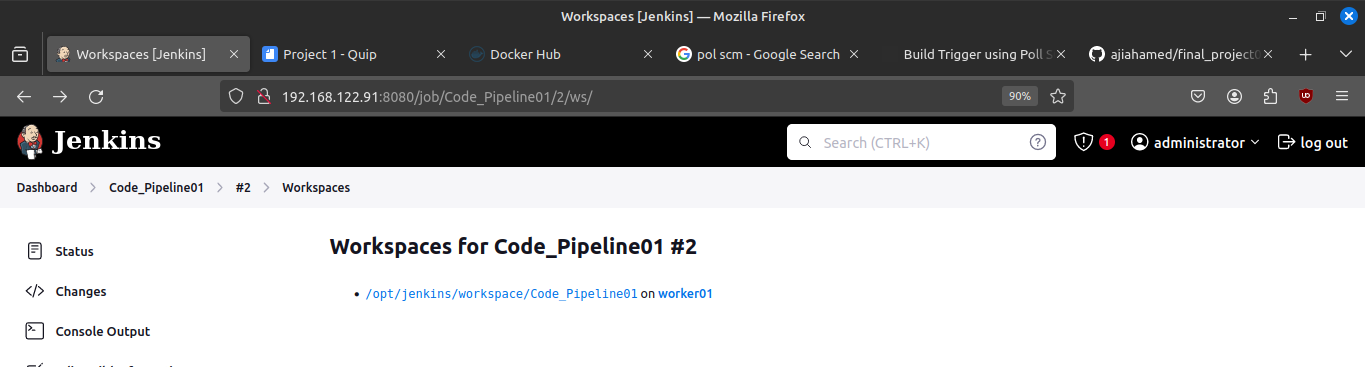 Workspaces [Jenkins] — Mozilla Firefox
Workspaces [Jenkins]
Project 1 - Quip
Docker Hub
pol scm - Google Search
Build Trigger using Poll S
ajiahamed/final_project0
192.168.122.91:8080/job/Code_Pipeline01/2/ws/
90%
Jenkins
Search (CTRL+K)
1
administrator
log out
Dashboard
Code_Pipeline01
#2
Workspaces
Status
Changes
Console Output
Workspaces for Code_Pipeline01 #2
• /opt/jenkins/workspace/Code_Pipeline01 on worker01